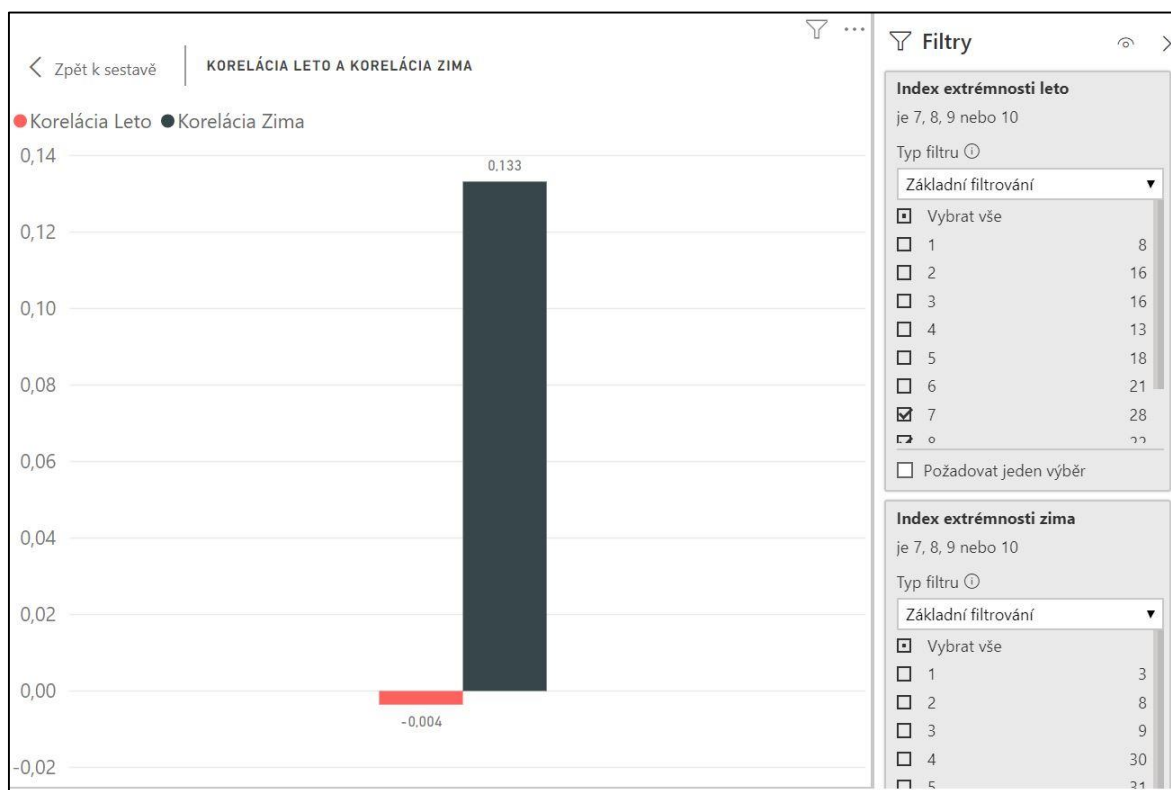 Zpět k sestavě
KORELÁCIA LETO A KORELÁCIA ZIMA
Korelácia Leto Korelácia Zima
0,14
0,12
0,10
0,08
0,06
0,04
0,02
0,00
-0,02
0,133
-0,004
Filtry
Index extrémnosti leto
je 7, 8, 9 nebo 10
Typ filtru
Základní filtrování
Vybrat vše
1 8
2 16
3 16
4 13
5 18
6 21
7 28
8 22
Požadovat jeden výběr
Index extrémnosti zima
je 7, 8, 9 nebo 10
Typ filtru
Základní filtrování
Vybrat vše
1 3
2 8
3 9
4 30
5 31